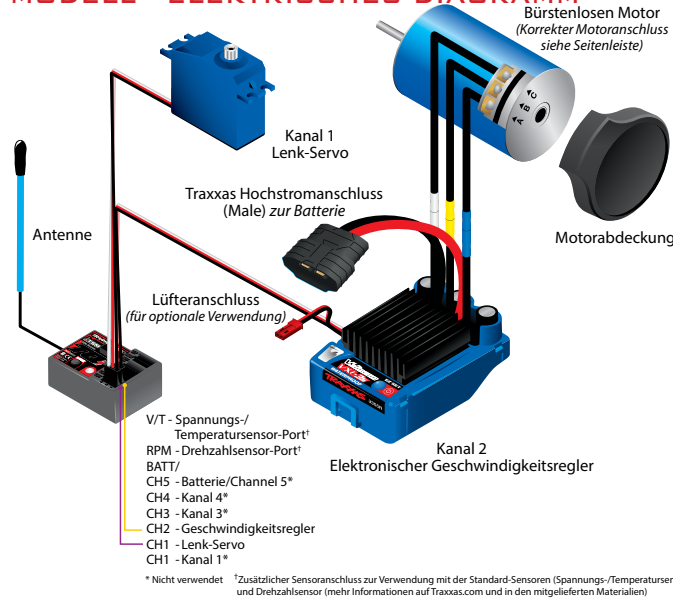 MODELL - ELEKTRISCHES DIAGRAMM
Bürstenlosen Motor
(Korrekter Motoranschluss
siehe Seitenleiste)
A B C
Kanal 1
Lenk-Servo
Traxxas Hochstromanschluss
(Male) zur Batterie
Antenne
Motorabdeckung
Lüfteranschluss
(für optionale Verwendung)
TRAXXAS
VXL-3s
WATERPROOF
Kanal 2
Elektronischer Geschwindigkeitsregler
V/T - Spannungs-/
Temperatursensor-Port†
RPM - Drehzahlsensor-Port†
BATT/
CH5 - Batterie/Channel 5*
CH4 - Kanal 4*
CH3 - Kanal 3*
CH2 - Geschwindigkeitsregler
CH1 - Lenk-Servo
CH1 - Kanal 1*
* Nicht verwendet †Zusätzlicher Sensoranschluss zur Verwendung mit der Standard-Sensoren (Spannungs-/Temperaturser
und Drehzahlsensor (mehr Informationen auf Traxxas.com und in den mitgelieferten Materialien)